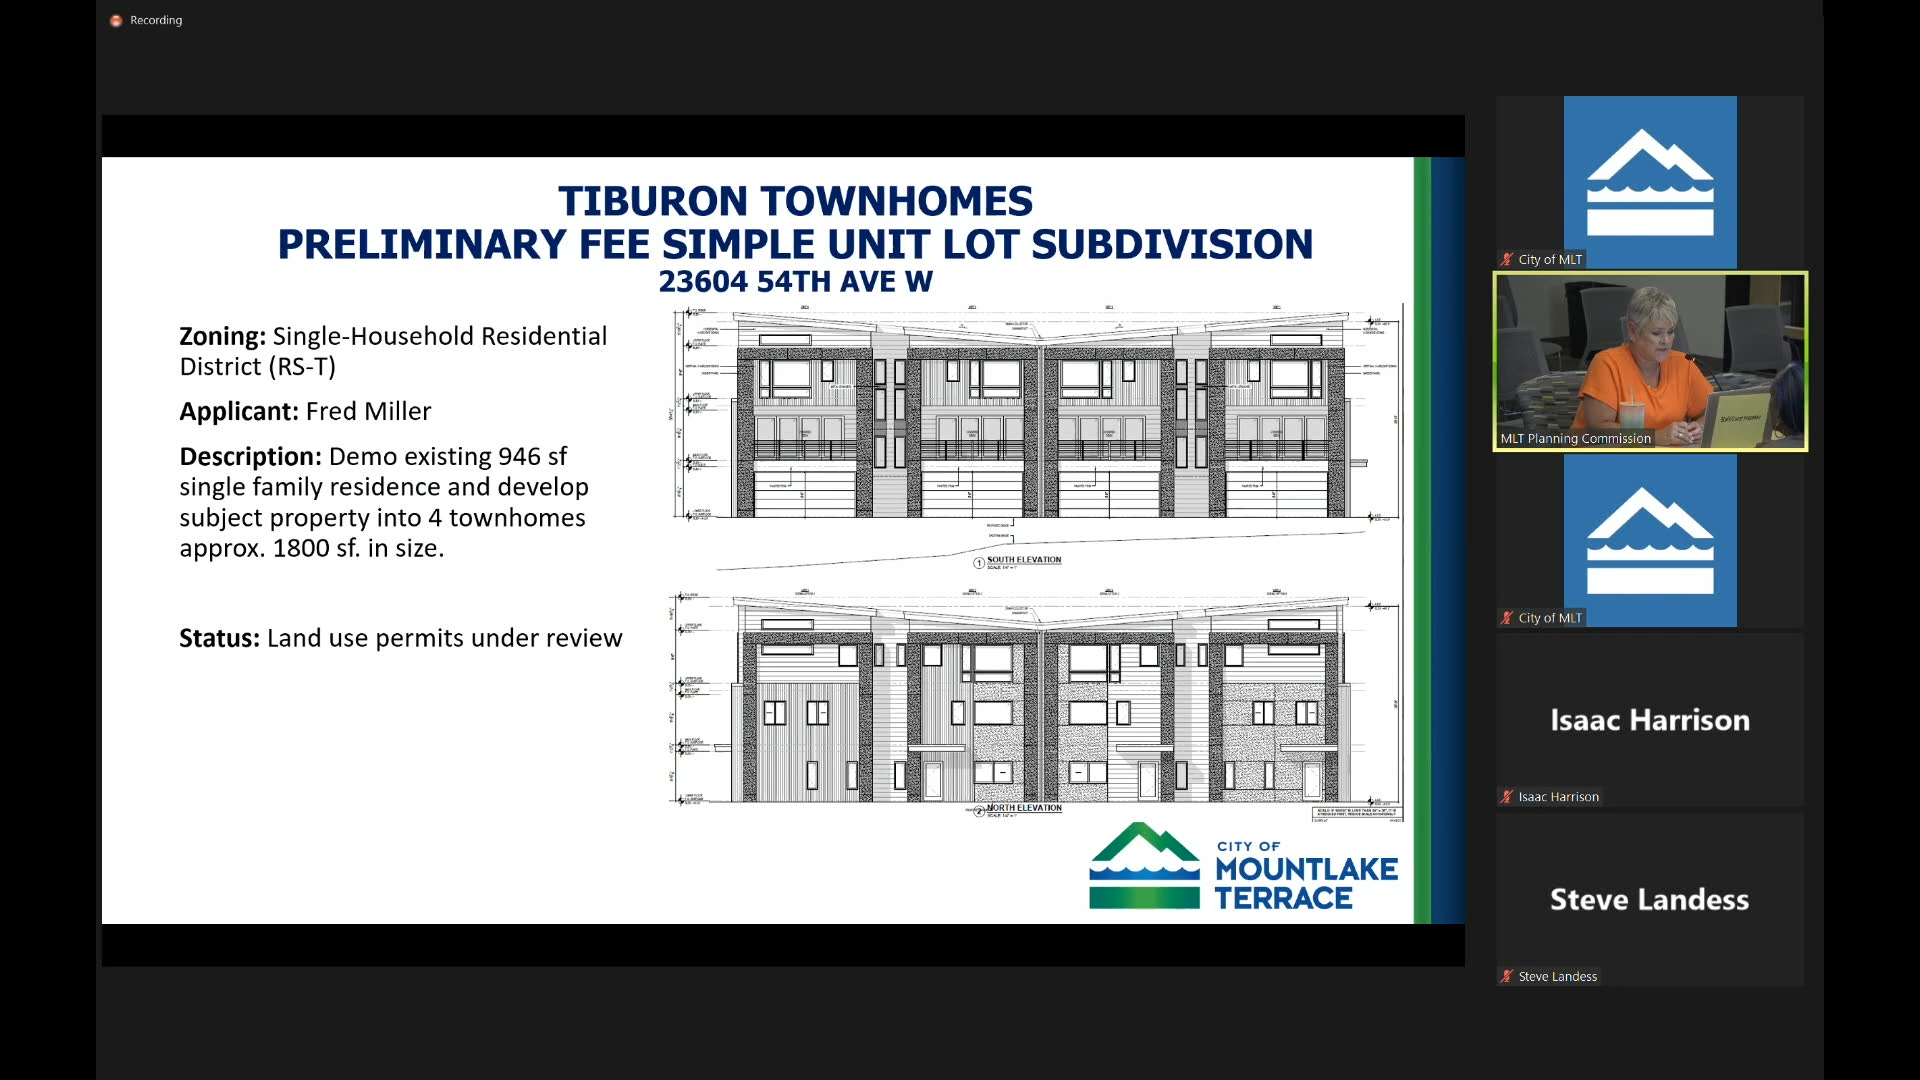 Recording
TIBURON TOWNHOMES
PRELIMINARY FEE SIMPLE UNIT LOT SUBDIVISION
23604 54TH AVE W
Zoning: Single-Household Residential
District (RS-T)
Applicant: Fred Miller
Description: Demo existing 946 sf
single family residence and develop
subject property into 4 townhomes
approx. 1800 sf. in size.
Status: Land use permits under review
1 SOUTH ELEVATION
2 NORTH ELEVATION
CITY OF
MOUNTLAKE
TERRACE
City of MLT
MLT Planning Commission
City of MLT
Isaac Harrison
Isaac Harrison
Steve Landess
Steve Landess